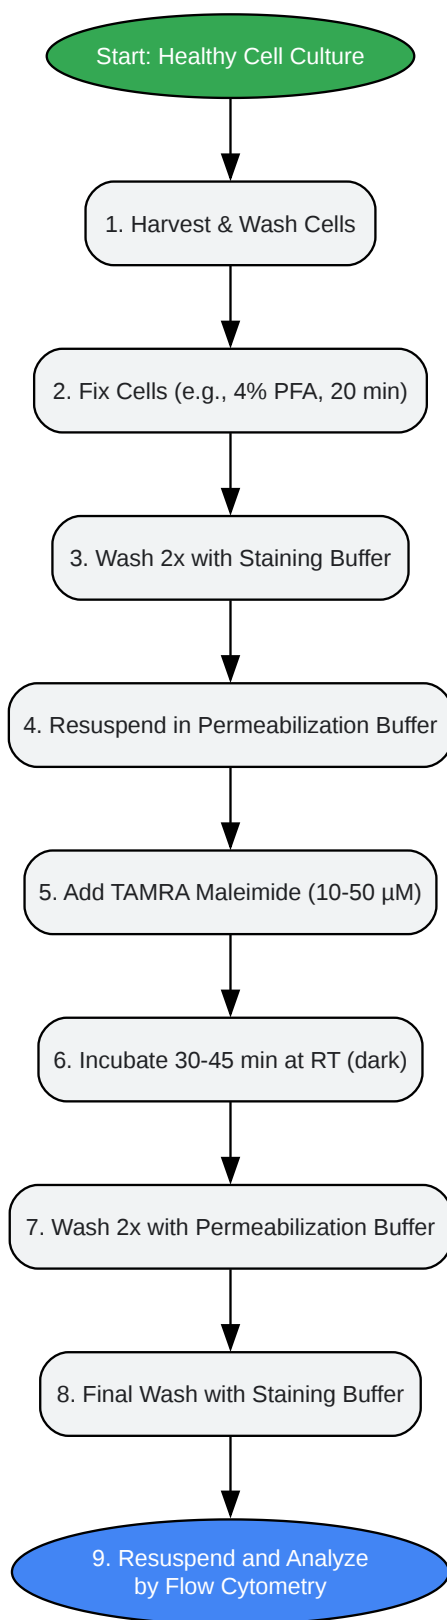 Start: Healthy Cell Culture
1. Harvest & Wash Cells
2. Fix Cells (e.g., 4% PFA, 20 min)
3. Wash 2x with Staining Buffer
4. Resuspend in Permeabilization Buffer
5. Add TAMRA Maleimide (10-50 µM)
6. Incubate 30-45 min at RT (dark)
7. Wash 2x with Permeabilization Buffer
8. Final Wash with Staining Buffer
9. Resuspend and Analyze
by Flow Cytometry